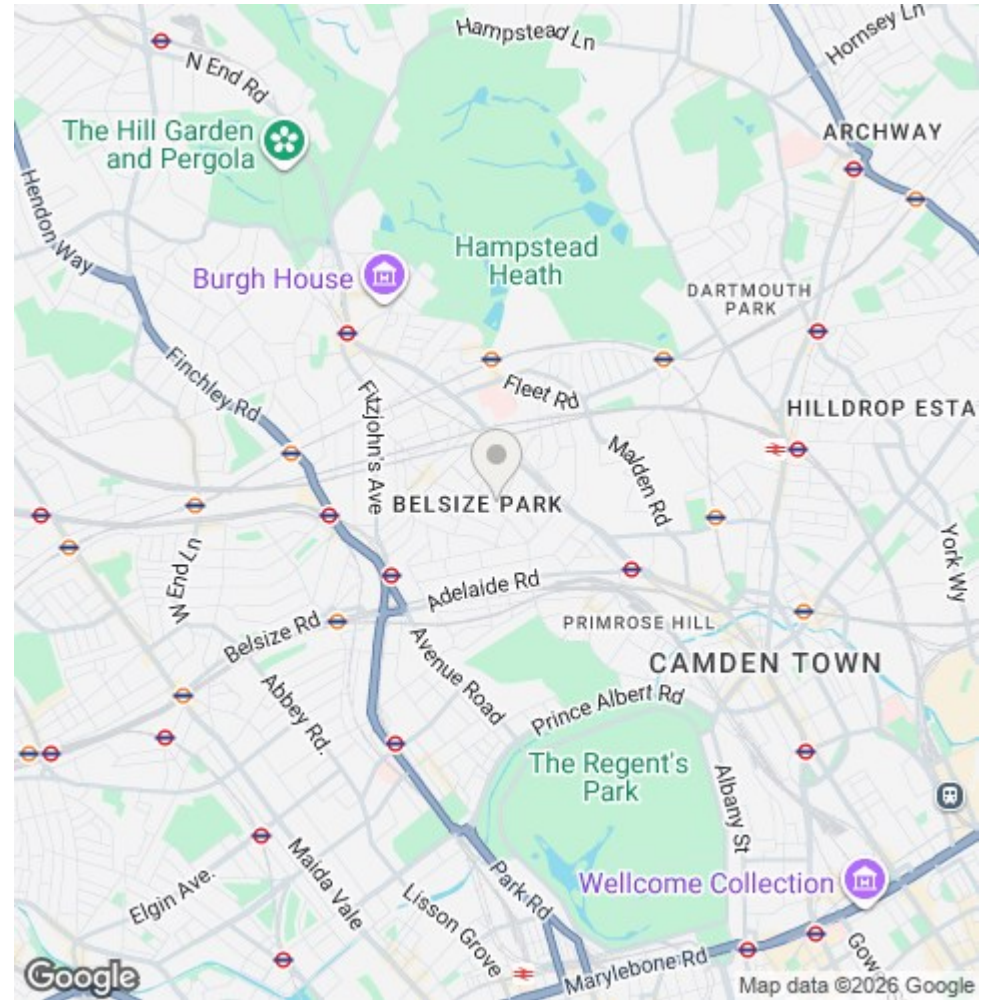 Hampstead Ln
Hornsey Ln
N End Rd
The Hill Garden
and Pergola
ARCHWAY
Hendon Way
Hampstead
Heath
Burgh House
DARTMOUTH
PARK
Finchley Rd
Fitzjohn's Ave
Fleet Rd
HILLDROP ESTA
Malden Rd
BELSIZE PARK
W End Ln
York Wy
Adelaide Rd
Belsize Rd
PRIMROSE HILL
Avenue Road
CAMDEN TOWN
Abbey Rd.
Prince Albert Rd
The Regent's
Park
Albany St
Maida Vale
Elgin Ave.
Park Rd
Wellcome Collection
Lisson Grove
Marylebone Rd
Gow
Google
Map data ©2026 Google